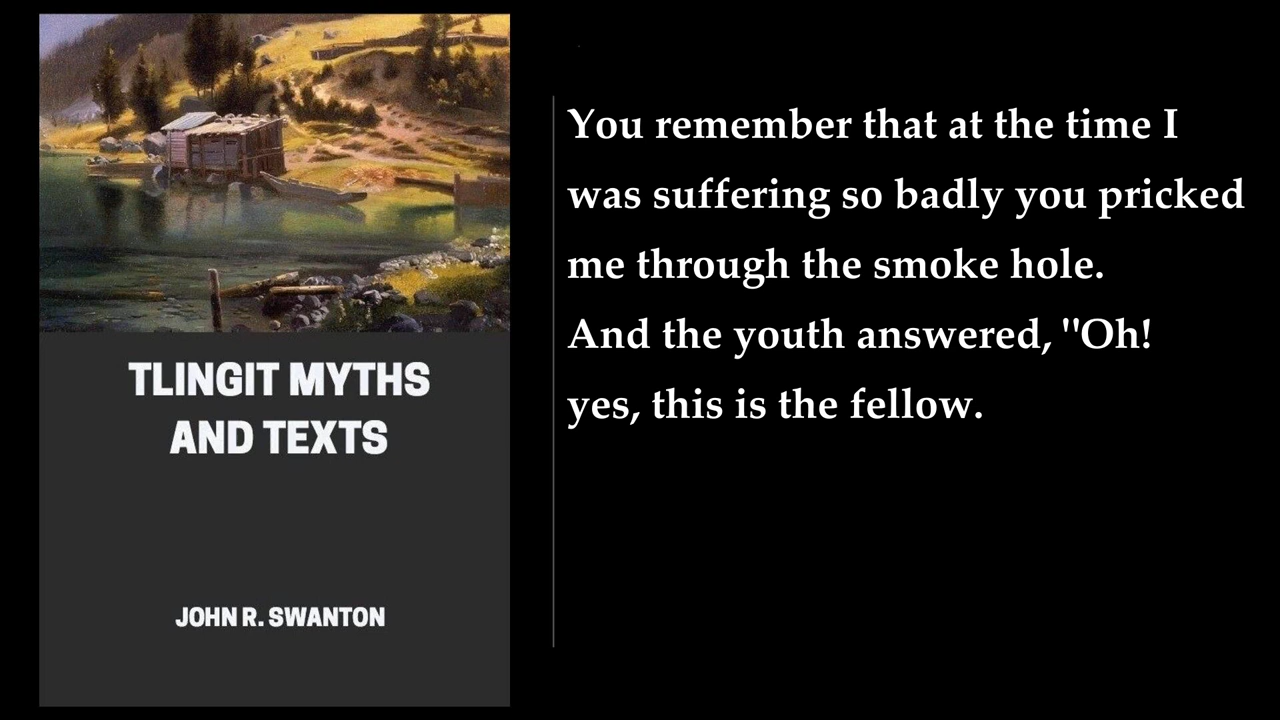 TLINGIT MYTHS
AND TEXTS
JOHN R. SWANTON
You remember that at the time I
was suffering so badly you pricked
me through the smoke hole.
And the youth answered, "Oh!
yes, this is the fellow.